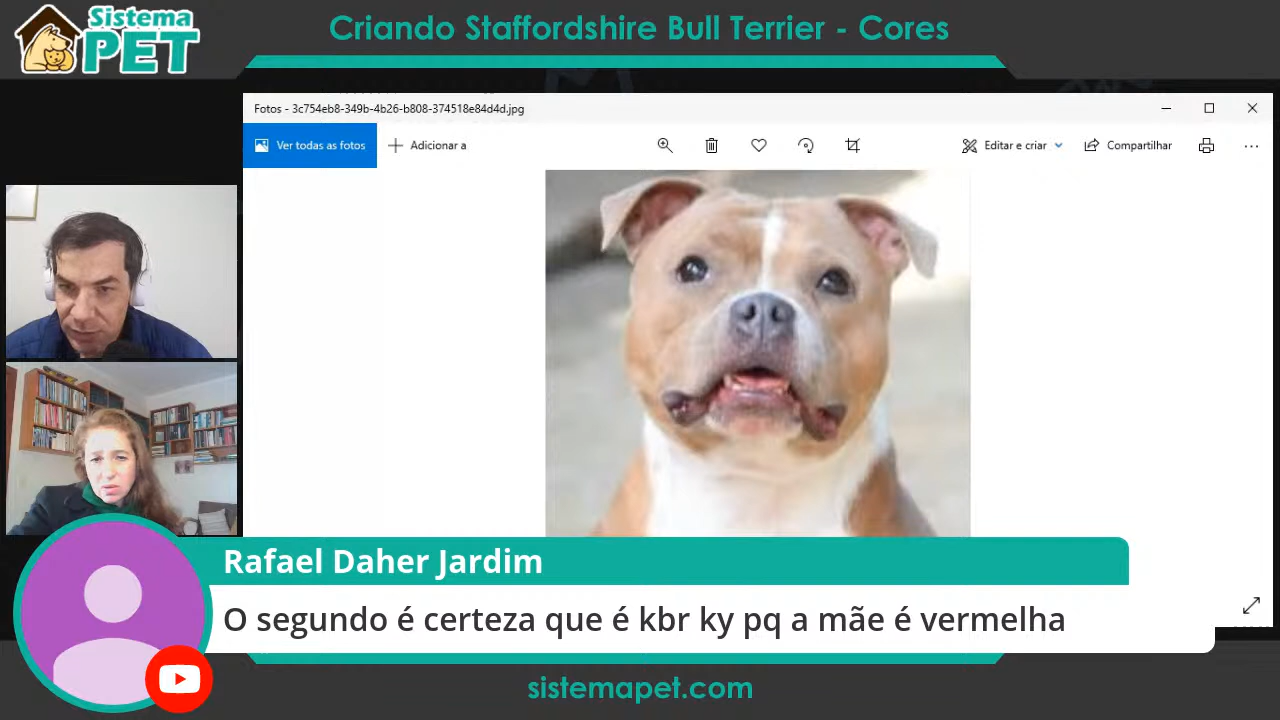 Sistema
PET
Criando Staffordshire Bull Terrier - Cores
Fotos - 3c754eb8-349b-4b26-b808-374518e84d4d.jpg
Ver todas as fotos
Adicionar a
Editar e criar
Compartilhar
Rafael Daher Jardim
O segundo é certeza que é kbr ky pq a mãe é vermelha
sistemapet.com